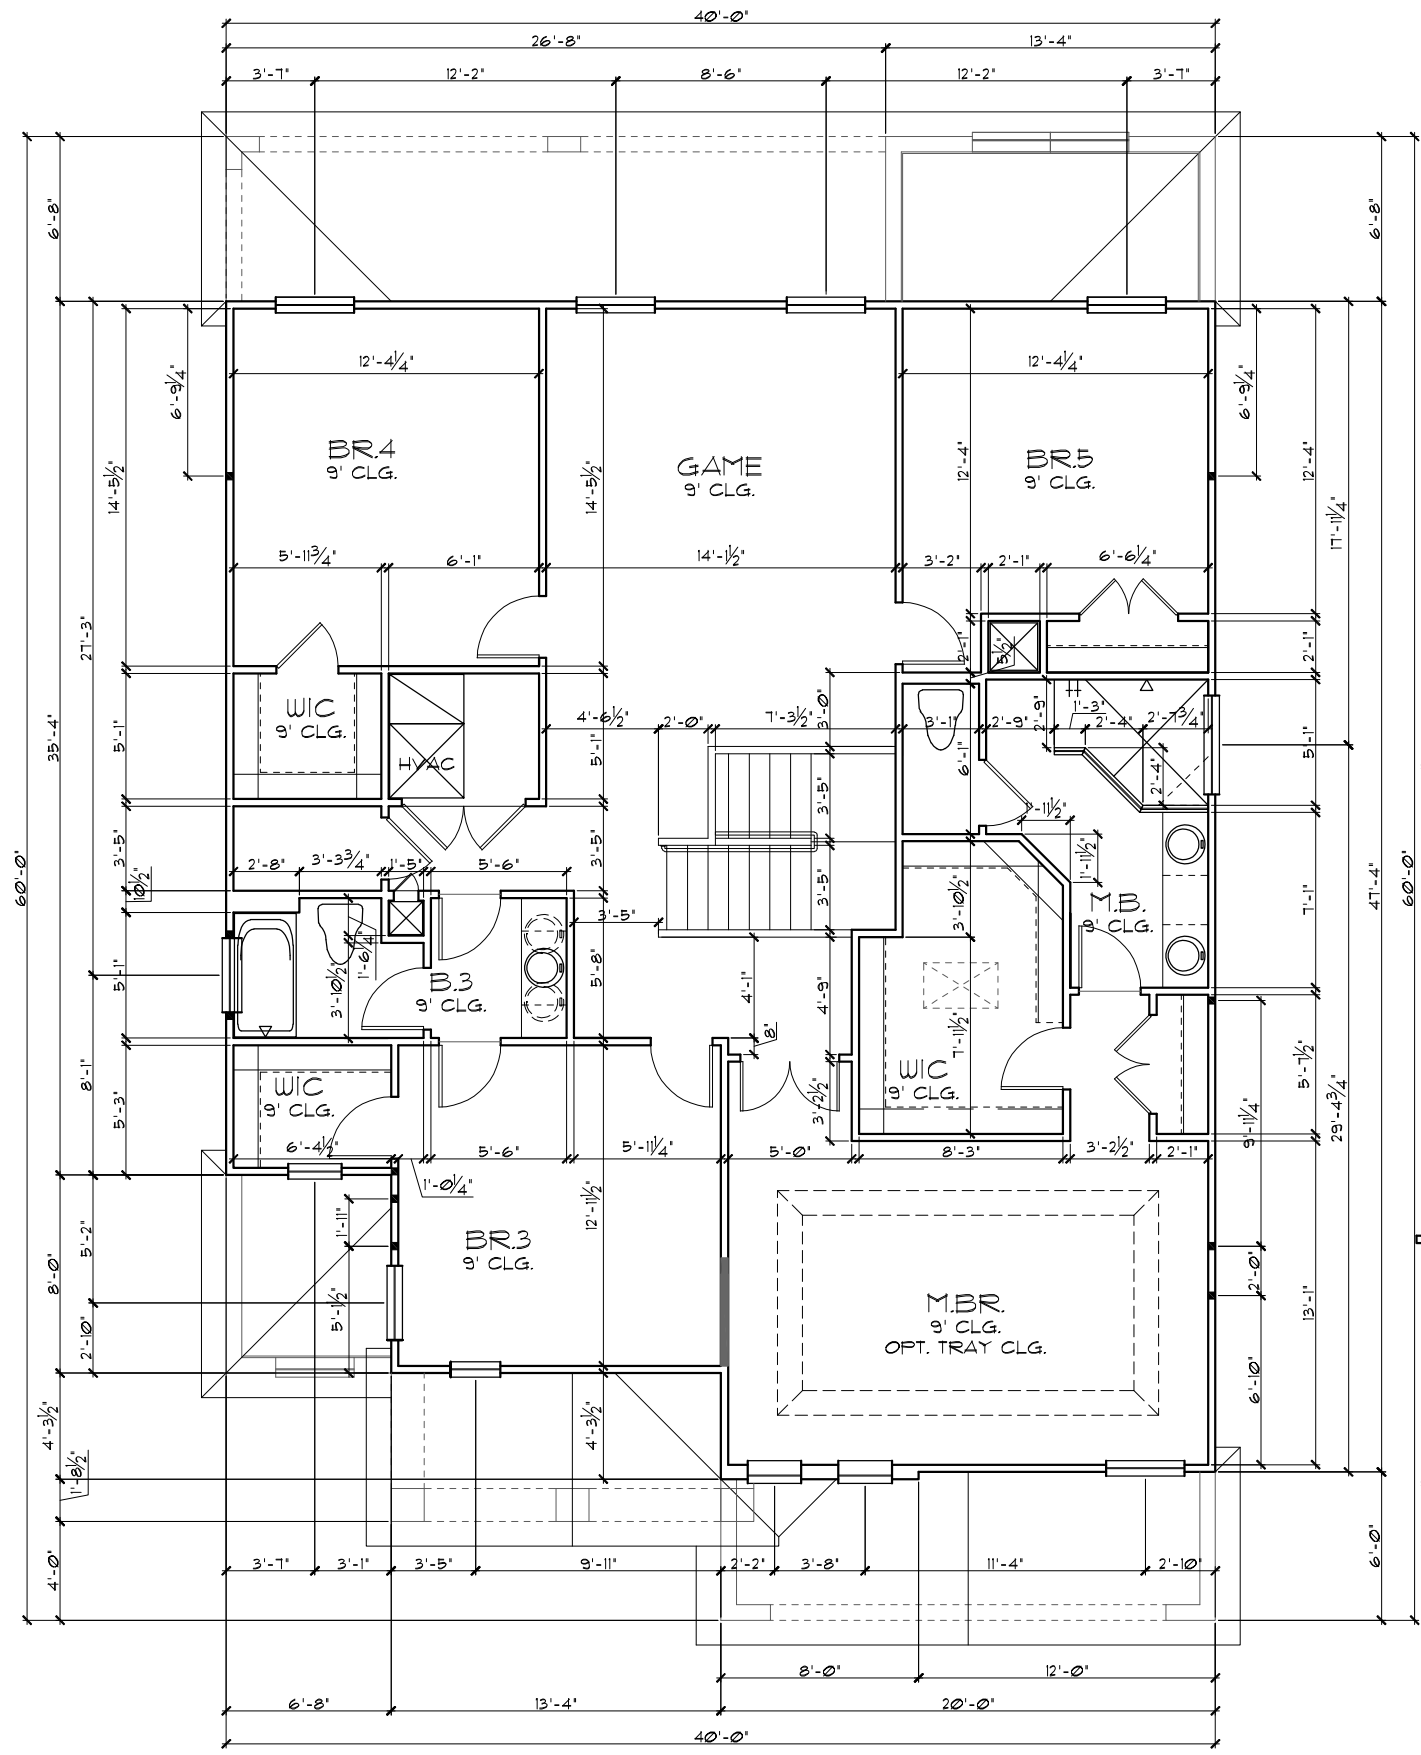 40'-0"
26'-8" 13'-4"
3'-7" 12'-2" 8'-6" 12'-2" 3'-7"
6'-8" 6'-8"
12'-4¼" 12'-4¼"
6'-9¼" 6'-9¼"
BR.4
9' CLG.
GAME
9' CLG.
BR.5
9' CLG.
14'-5½" 14'-5½" 12'-4" 12'-4"
17'-11¼"
5'-11¾" 6'-1" 14'-1½" 3'-2" 2'-1" 6'-6¼"
27'-3"
2'-1" 5½" 2'-1"
WIC
9' CLG.
HVAC
35'-4"
5'-1" 5'-1"
4'-6½" 2'-0" 7'-3½" 3'-0" 3'-1" 2'-9" 2'-9" 1'-3" 2'-4" 2'-7¾"
6'-1" 2'-4" 5'-1"
3'-5" 3'-5" 3'-5" 1'-11½"
1'-11½"
60'-0" 47'-4" 60'-0"
2'-8" 3'-3¾" 1'-5" 5'-6"
10½"
3'-5" 3'-5" 3'-10½" 7'-1"
M.B.
9' CLG.
5'-1" 3'-10½" 1'-6¼" 5'-8" 4'-1" 4'-9"
B.3
9' CLG.
8" 7'-11½" 5'-7½"
8'-1" 5'-3"
WIC
9' CLG.
WIC
9' CLG.
3'-2½" 9'-11¼" 29'-4¾"
6'-4½" 5'-6" 5'-11¼" 5'-0" 8'-3" 3'-2½" 2'-1"
1'-0¼"
1'-11" 12'-11½"
5'-2"
BR.3
9' CLG.
8'-0" 5'-1½" 2'-0"
2'-10" 13'-1"
M.BR.
9' CLG.
OPT. TRAY CLG.
6'-10"
4'-3½" 4'-3½"
1'-8½"
4'-0" 6'-0"
3'-7" 3'-1" 3'-5" 9'-11" 2'-2" 3'-8" 11'-4" 2'-10"
8'-0" 12'-0"
6'-8" 13'-4" 20'-0"
40'-0"